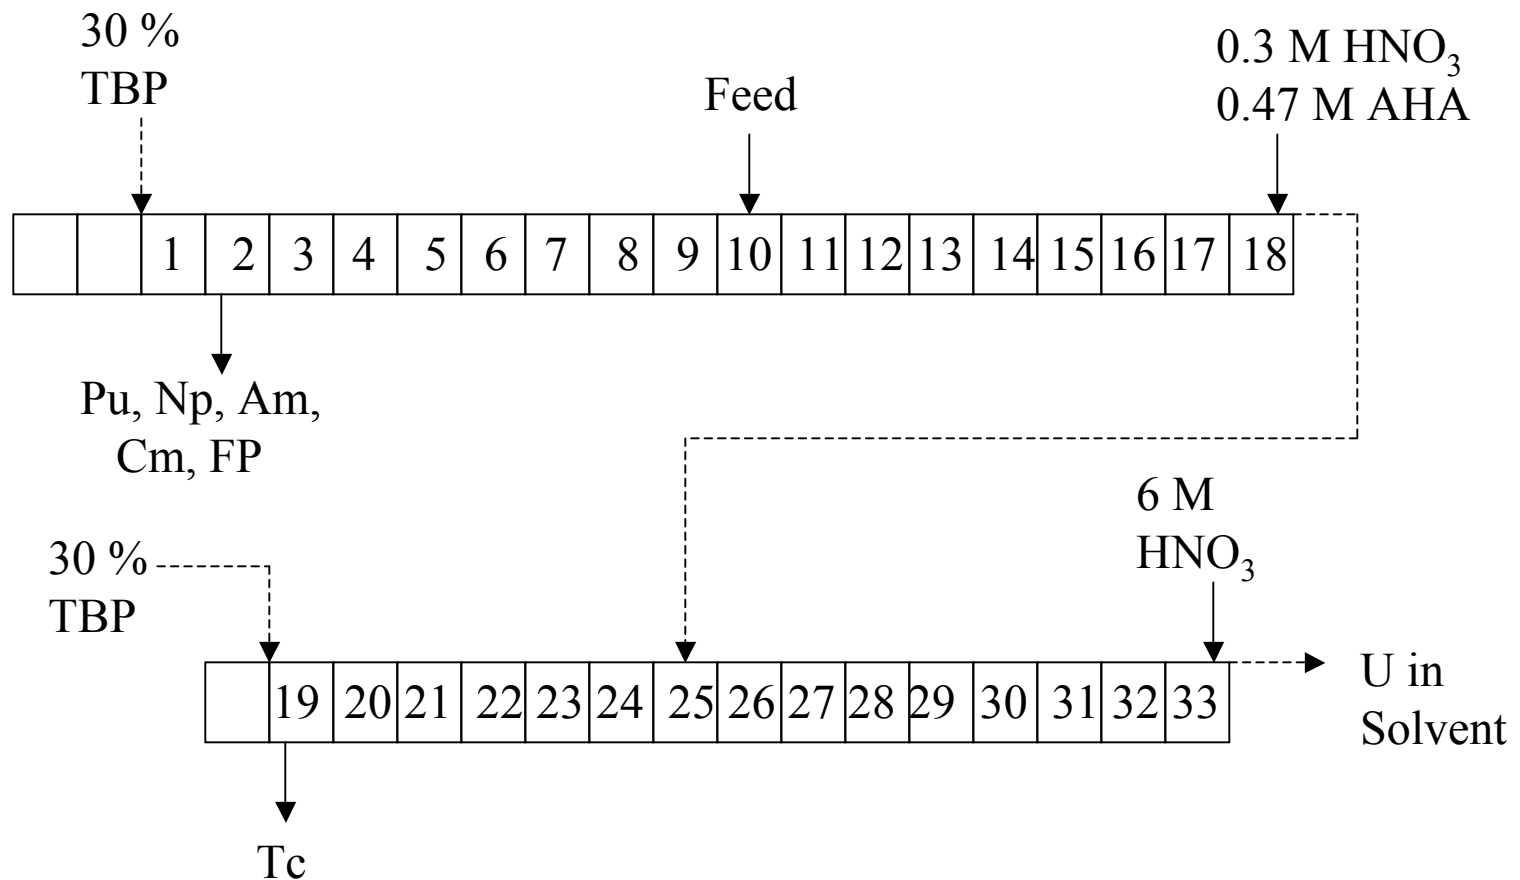 30 %
TBP
Feed
0.3 M HNO₃
0.47 M AHA
1 2 3 4 5 6 7 8 9 10 11 12 13 14 15 16 17 18
Pu, Np, Am,
Cm, FP
30 %
TBP
6 M
HNO₃
19 20 21 22 23 24 25 26 27 28 29 30 31 32 33
U in
Solvent
Tc